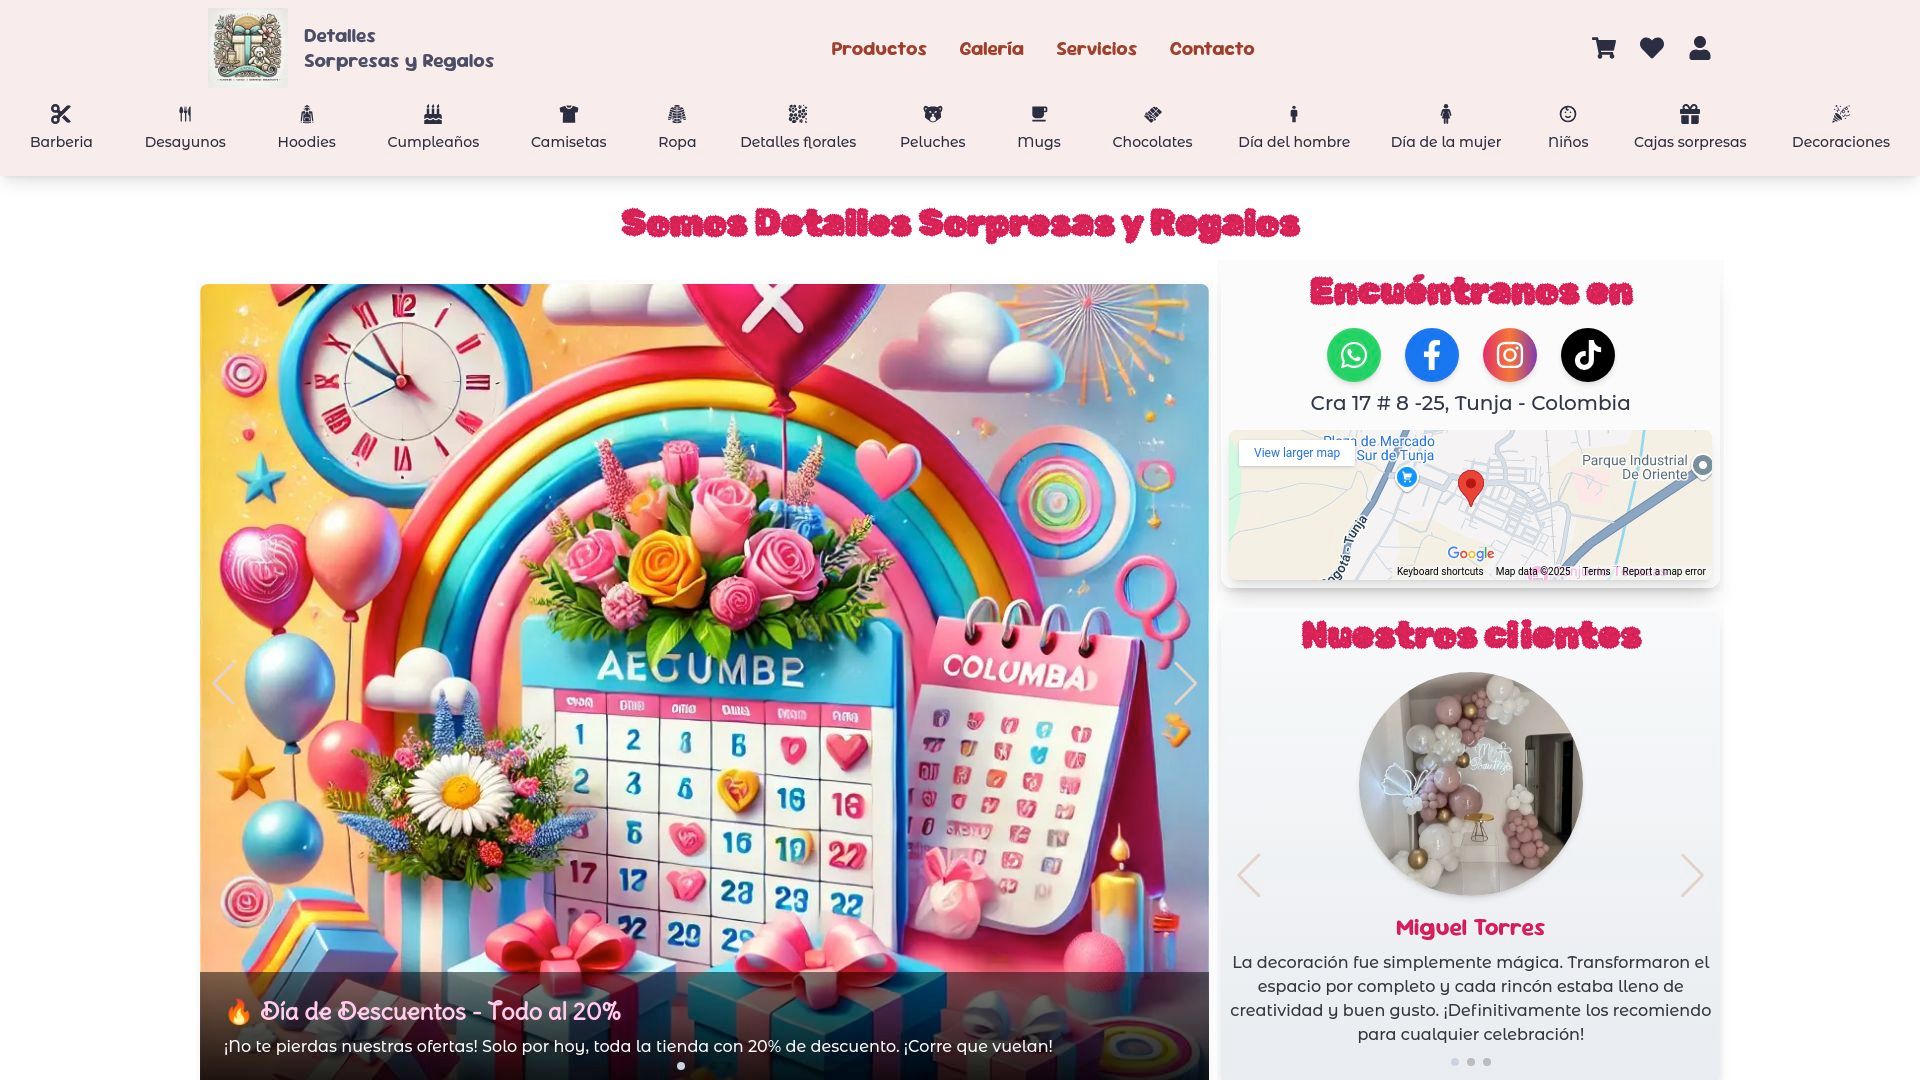 Detalles
Sorpresas y Regalos
Productos
Galería
Servicios
Contacto
Barberia
Desayunos
Hoodies
Cumpleaños
Camisetas
Ropa
Detalles florales
Peluches
Mugs
Chocolates
Día del hombre
Día de la mujer
Niños
Cajas sorpresas
Decoraciones
Somos Detalles Sorpresas y Regalos
AECUMBE
COLUMBA
🔥 Día de Descuentos - Todo al 20%
¡No te pierdas nuestras ofertas! Solo por hoy, toda la tienda con 20% de descuento. ¡Corre que vuelan!
Encuéntranos en
Cra 17 # 8 -25, Tunja - Colombia
View larger map
Plaza de Mercado
Sur de Tunja
Parque Industrial
De Oriente
Bogotá - Tunja
Google
Keyboard shortcuts
Map data ©2025
Terms
Report a map error
Nuestros clientes
Miguel Torres
La decoración fue simplemente mágica. Transformaron el
espacio por completo y cada rincón estaba lleno de
creatividad y buen gusto. ¡Definitivamente los recomiendo
para cualquier celebración!